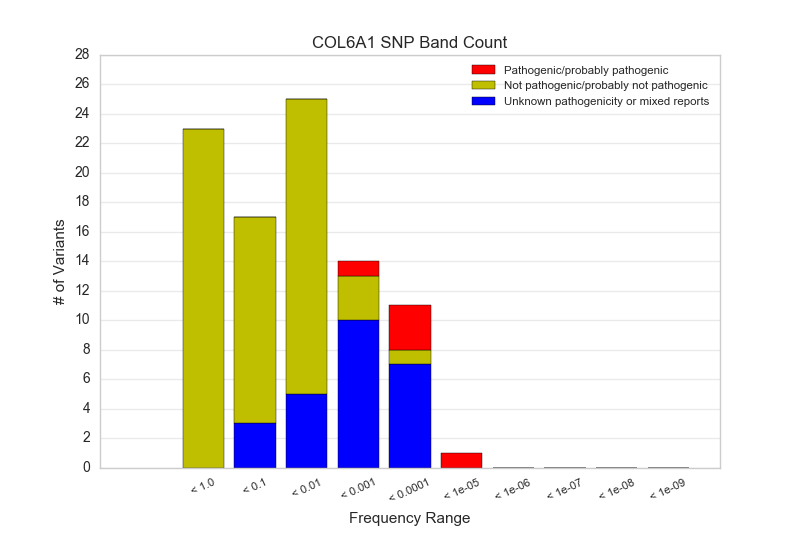 COL6A1 SNP Band Count
28
26
24
22
20
18
16
14
12
10
8
6
4
2
0
# of Variants
Pathogenic/probably pathogenic
Not pathogenic/probably not pathogenic
Unknown pathogenicity or mixed reports
< 1.0
< 0.1
< 0.01
< 0.001
< 0.0001
< 1e-05
< 1e-06
< 1e-07
< 1e-08
< 1e-09
Frequency Range